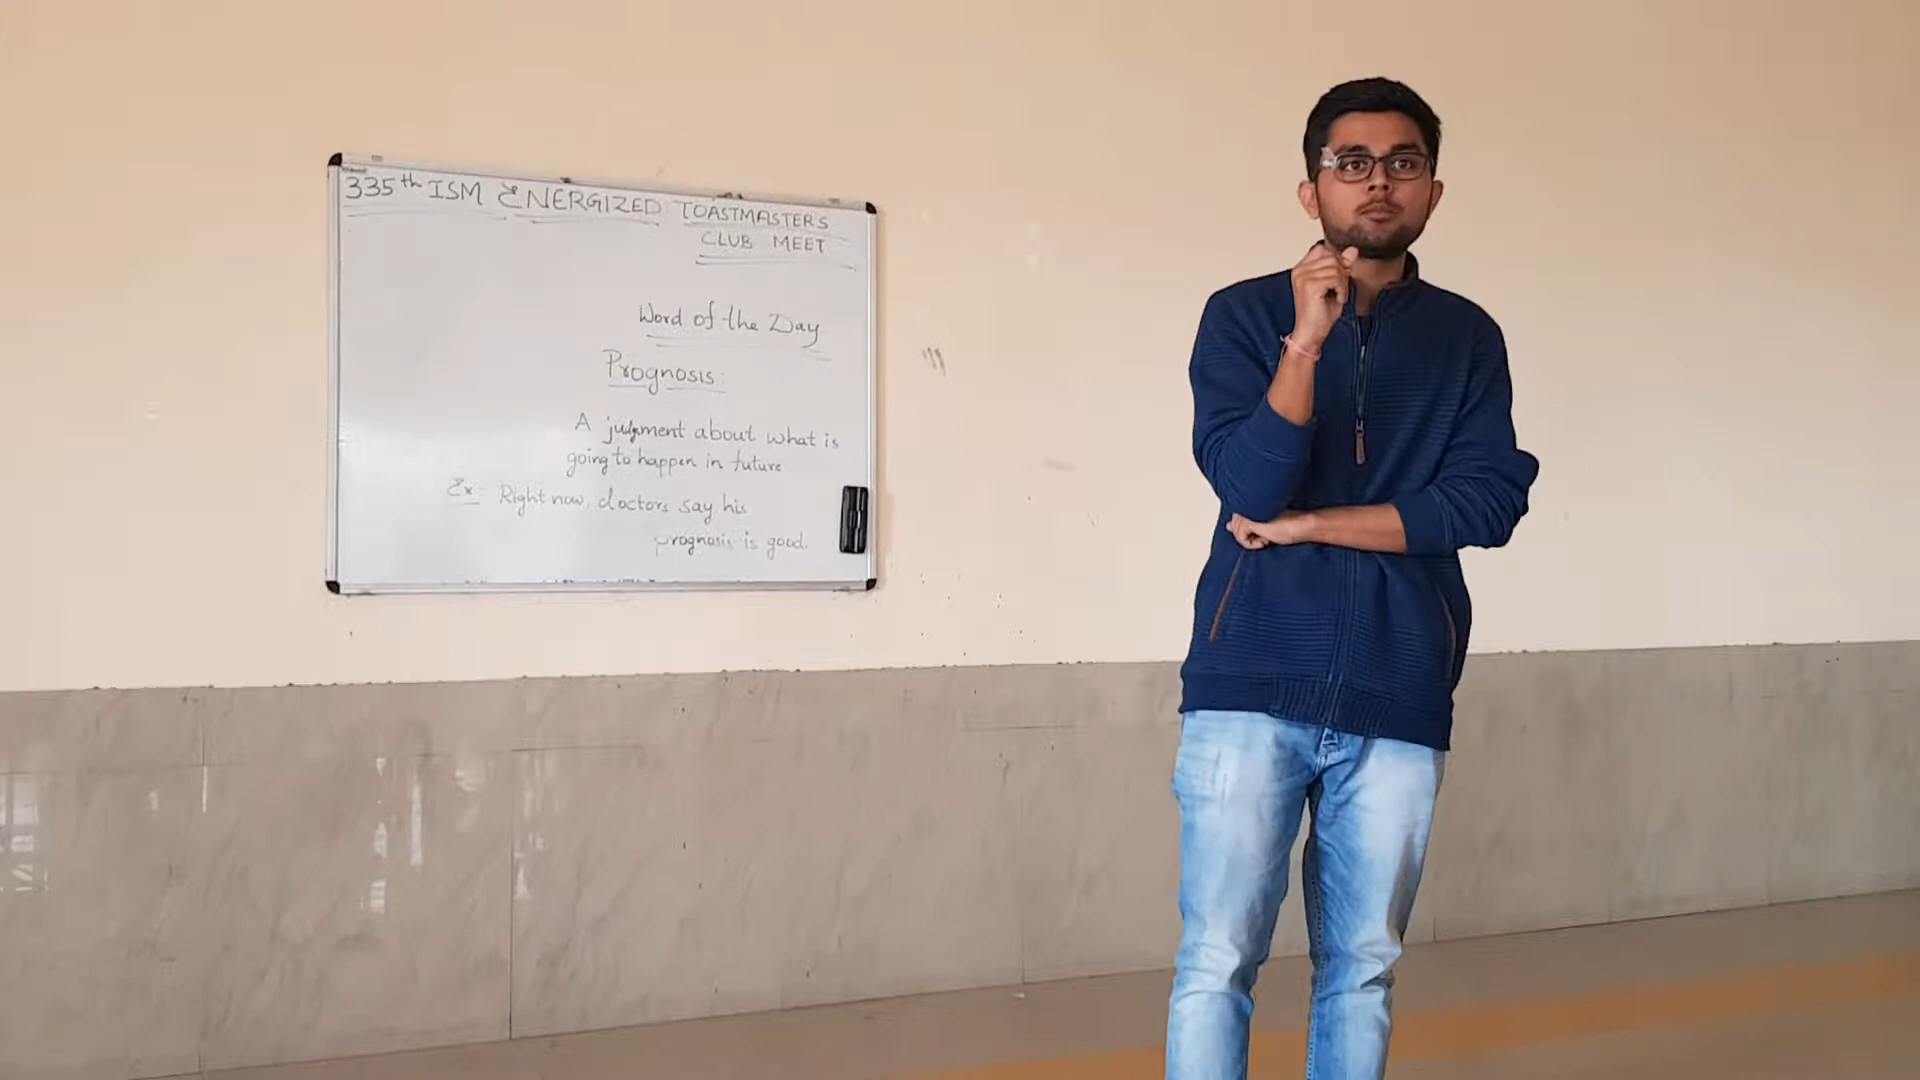 335th ISM ENERGIZED TOASTMASTERS
CLUB MEET
Word of the Day
Prognosis:
A judgment about what is
going to happen in future
Ex:- Right now, doctors say his
prognosis is good.